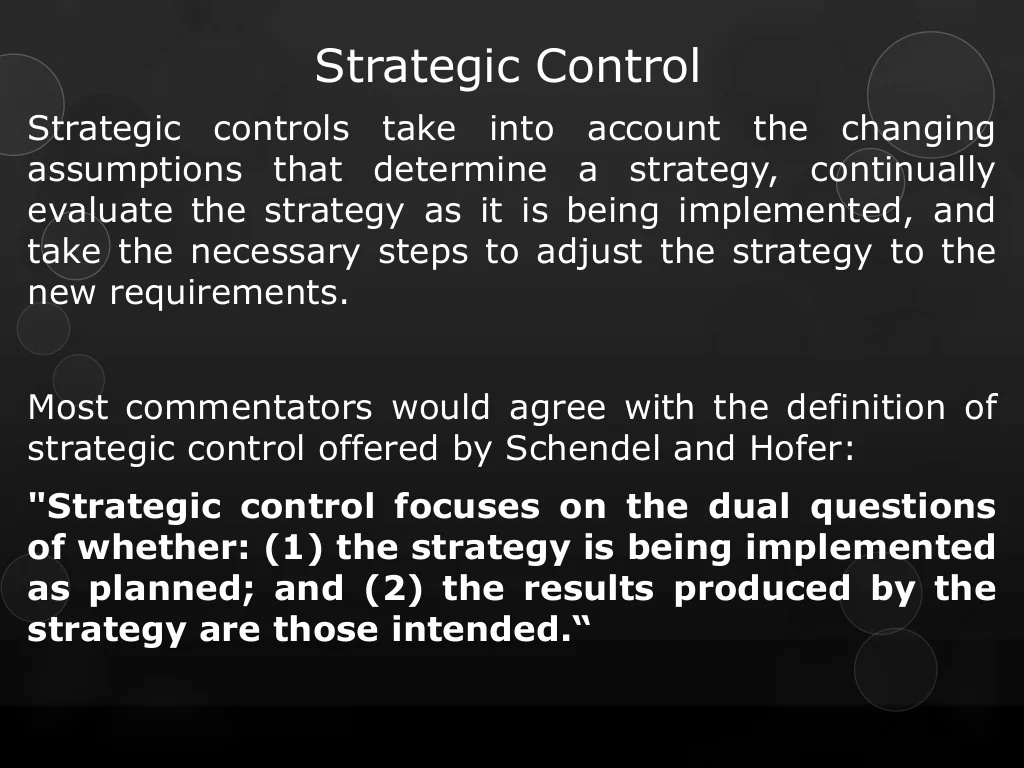 Strategic Control
Strategic controls take into account the changing
assumptions that determine a strategy, continually
evaluate the strategy as it is being implemented, and
take the necessary steps to adjust the strategy to the
new requirements.
Most commentators would agree with the definition of
strategic control offered by Schendel and Hofer:
"Strategic control focuses on the dual questions
of whether: (1) the strategy is being implemented
as planned; and (2) the results produced by the
strategy are those intended.“